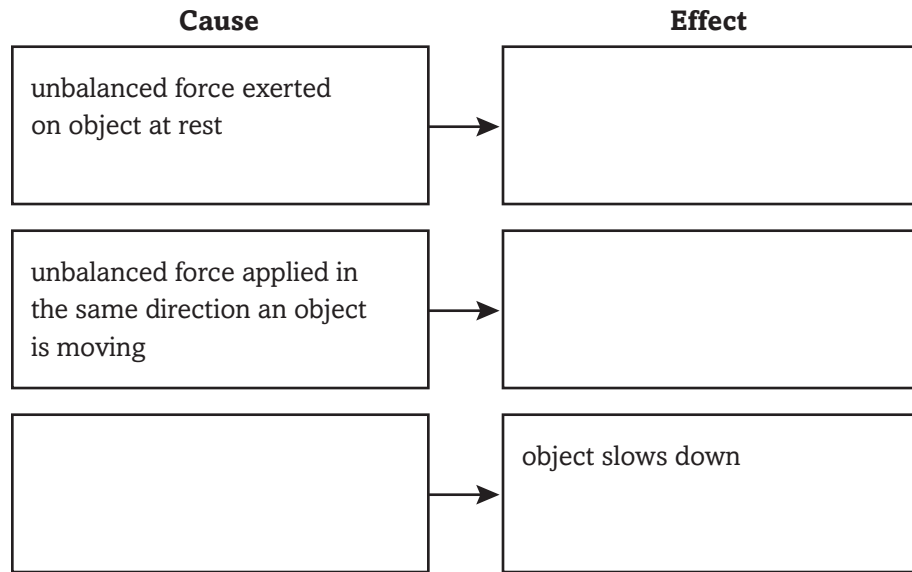 Cause
Effect
unbalanced force exerted
on object at rest
unbalanced force applied in
the same direction an object
is moving
object slows down